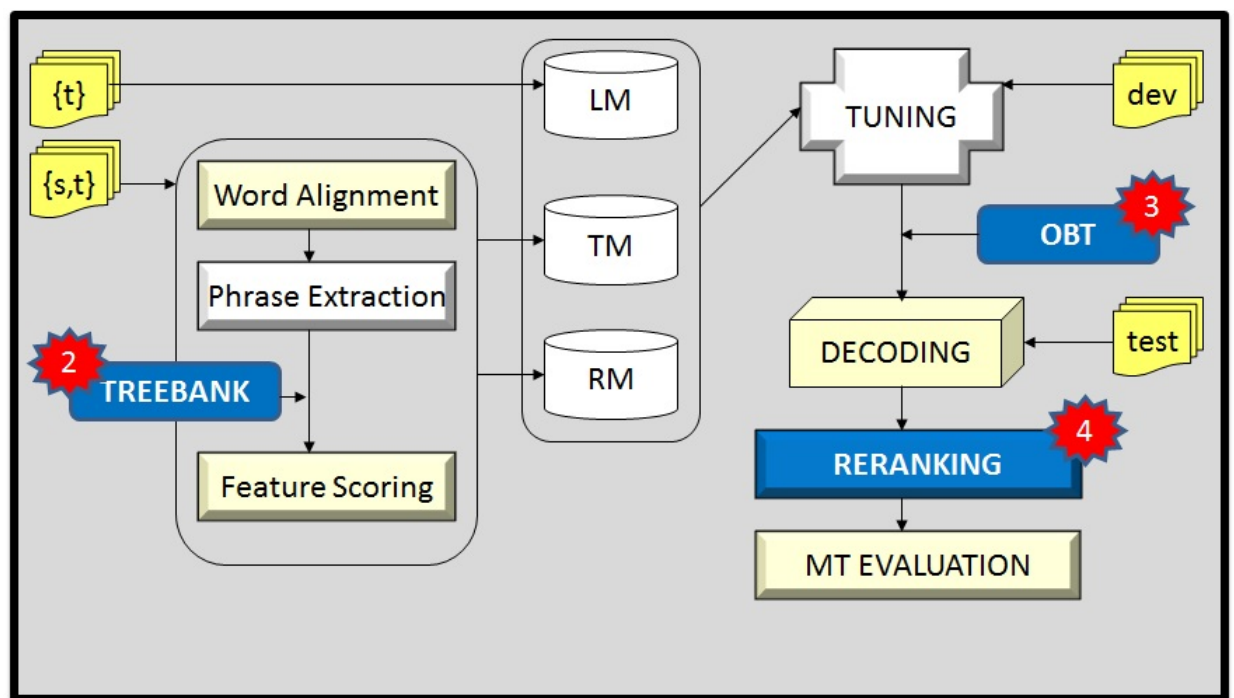 {t}
LM
TUNING
dev
{s,t}
Word Alignment
TM
3
OBT
Phrase Extraction
2
TREEBANK
RM
DECODING
test
4
RERANKING
Feature Scoring
MT EVALUATION